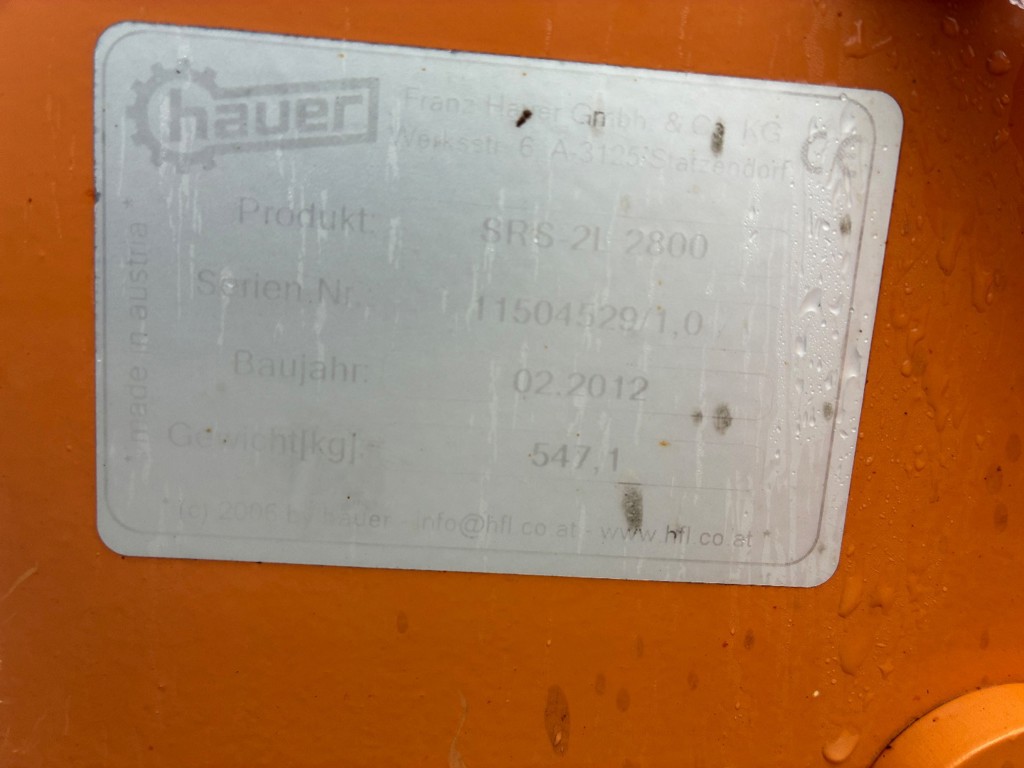 hauer
Franz Hauer GmbH. & Co KG
Werksstr. 6 A-3125 Statzendorf
CE
* made in austria *
Produkt: SRS-2L 2800
Serien.Nr.: 11504529/1,0
Baujahr: 02.2012
Gewicht[kg]: 547,1
* (c) 2006 by hauer - info@hfl.co.at - www.hfl.co.at *